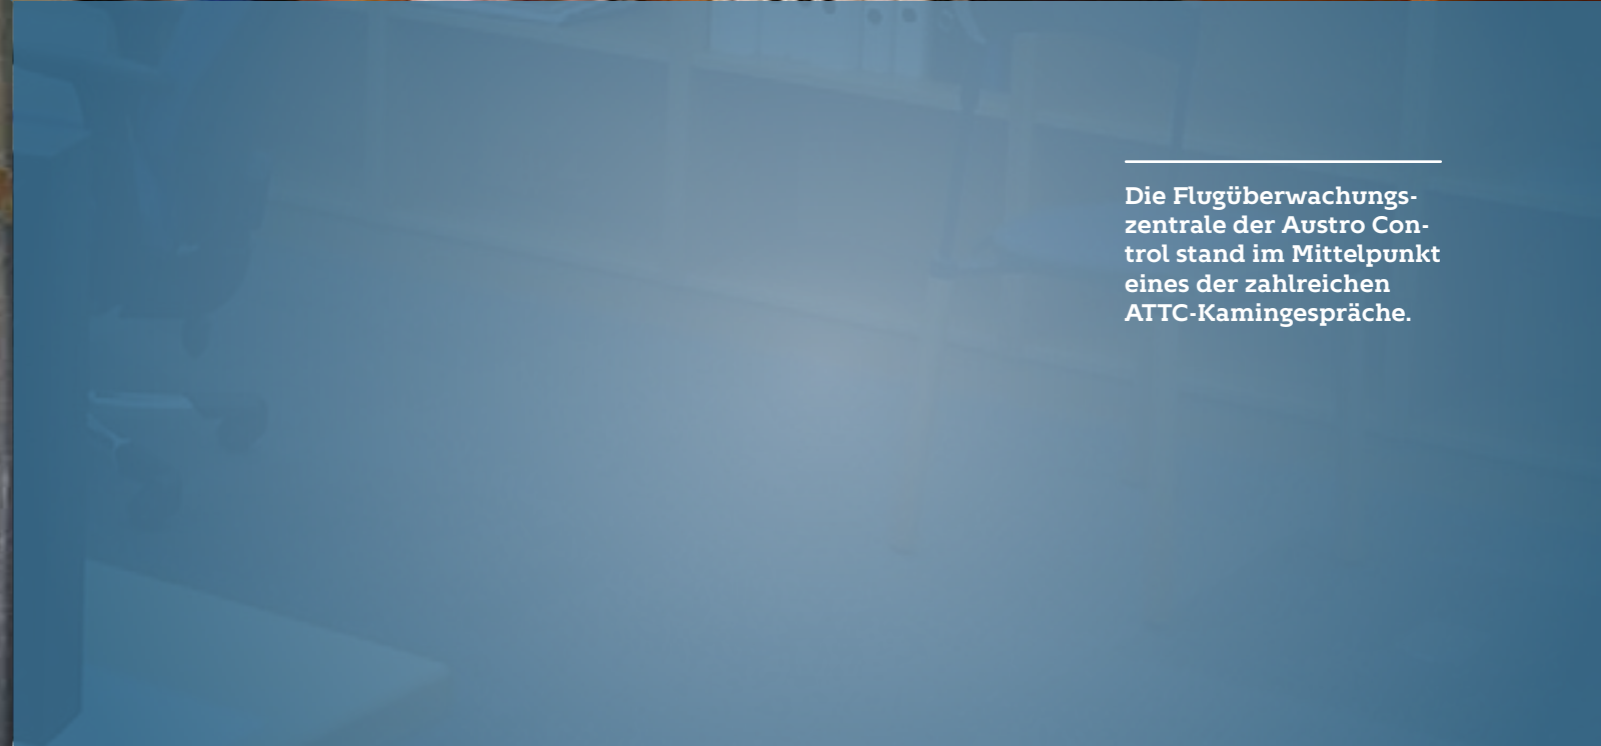 Die Flugüberwachungs-
zentrale der Austro Con-
trol stand im Mittelpunkt
eines der zahlreichen
ATTC-Kamingespräche.